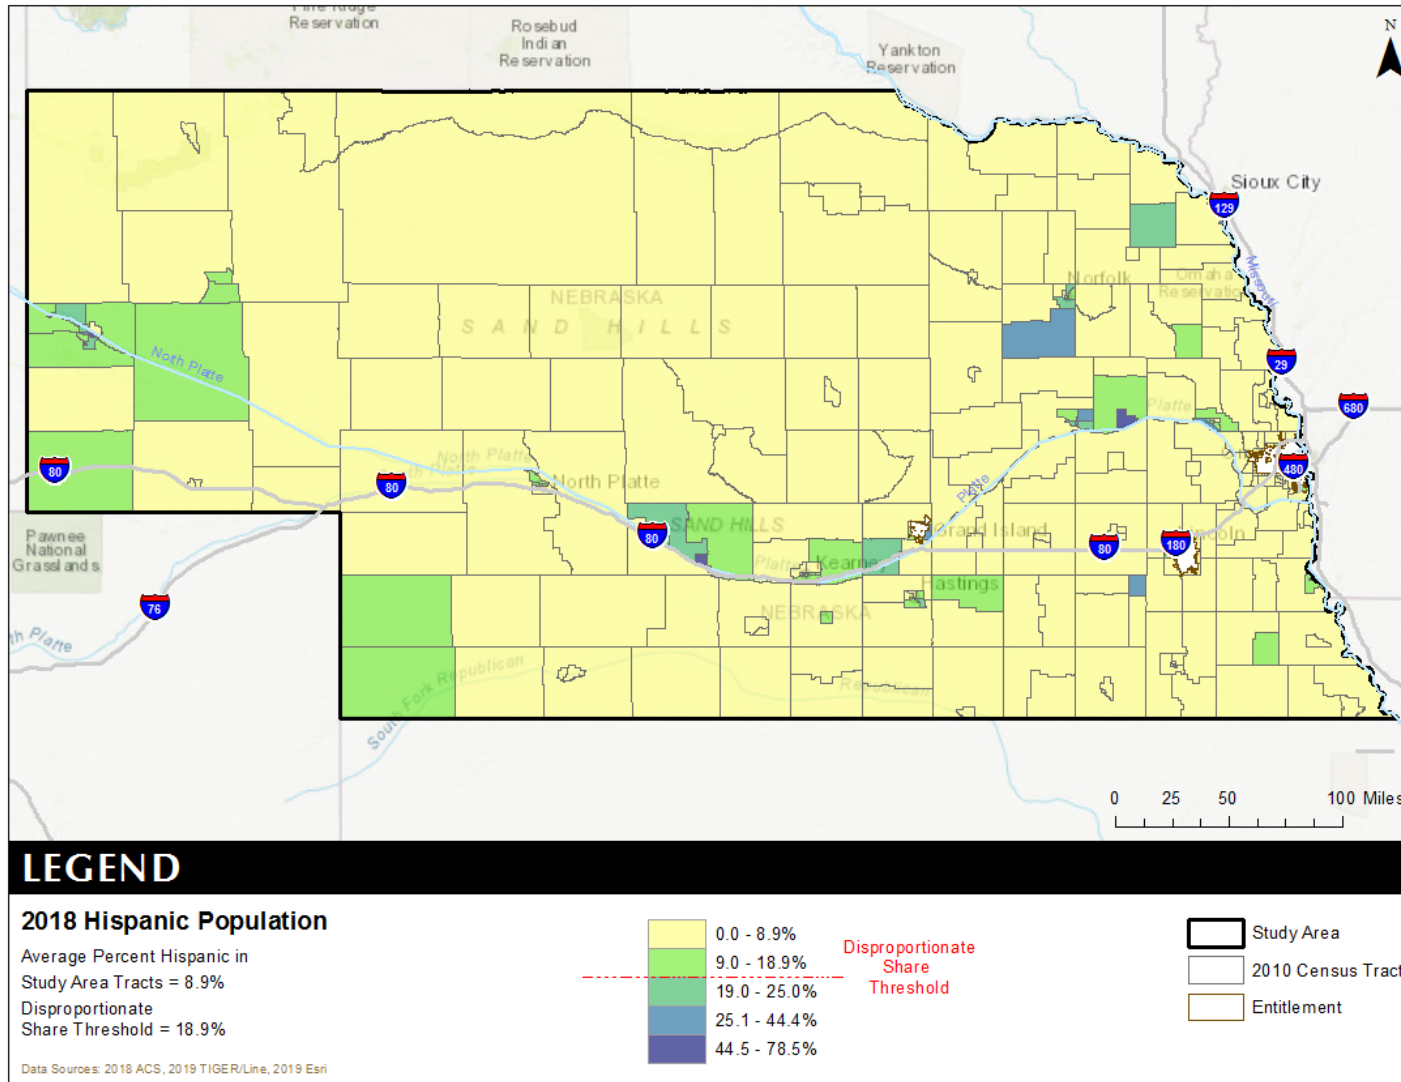 Pine Ridge
Reservation
Rosebud
Indian
Reservation
Yankton
Reservation
N
Sioux City
129
Norfolk
Omaha
Reservation
Missouri
NEBRASKA
SAND HILLS
North Platte
29
680
Platte
80
North Platte
North Platte
80
North Platte
480
SAND HILLS
80
Platte
Grand Island
Platte
Kearney
80
180
Lincoln
Pawnee
National
Grasslands
Hastings
76
NEBRASKA
th Platte
South Fork Republican
Republican
0 25 50 100 Miles
LEGEND
2018 Hispanic Population
Average Percent Hispanic in
Study Area Tracts = 8.9%
Disproportionate
Share Threshold = 18.9%
Data Sources: 2018 ACS, 2019 TIGER/Line, 2019 Esri
0.0 - 8.9%
9.0 - 18.9%
19.0 - 25.0%
25.1 - 44.4%
44.5 - 78.5%
Disproportionate
Share
Threshold
Study Area
2010 Census Tract
Entitlement